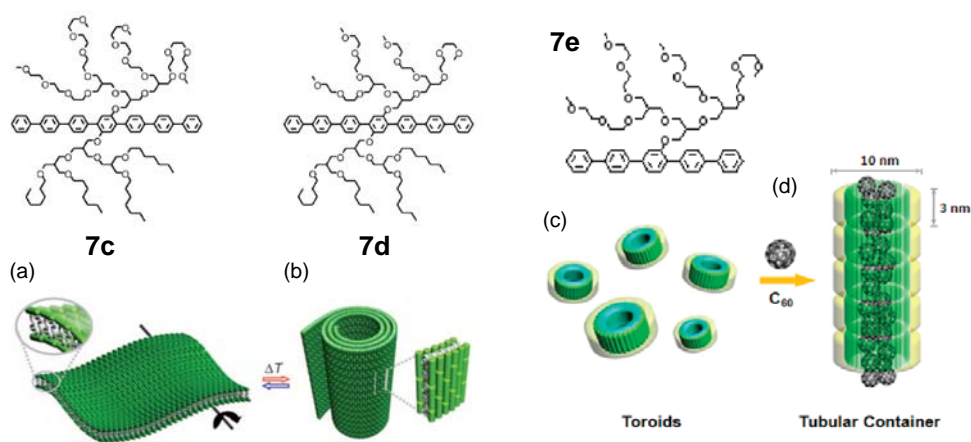 7c
7d
7e
(a)
(b)
(c)
(d)
ΔT
C60
10 nm
3 nm
Toroids
Tubular Container